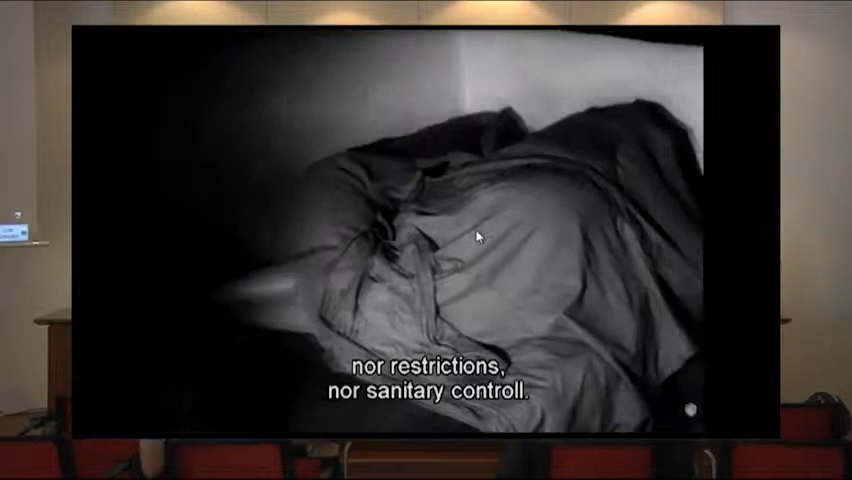 nor restrictions,
nor sanitary controll.